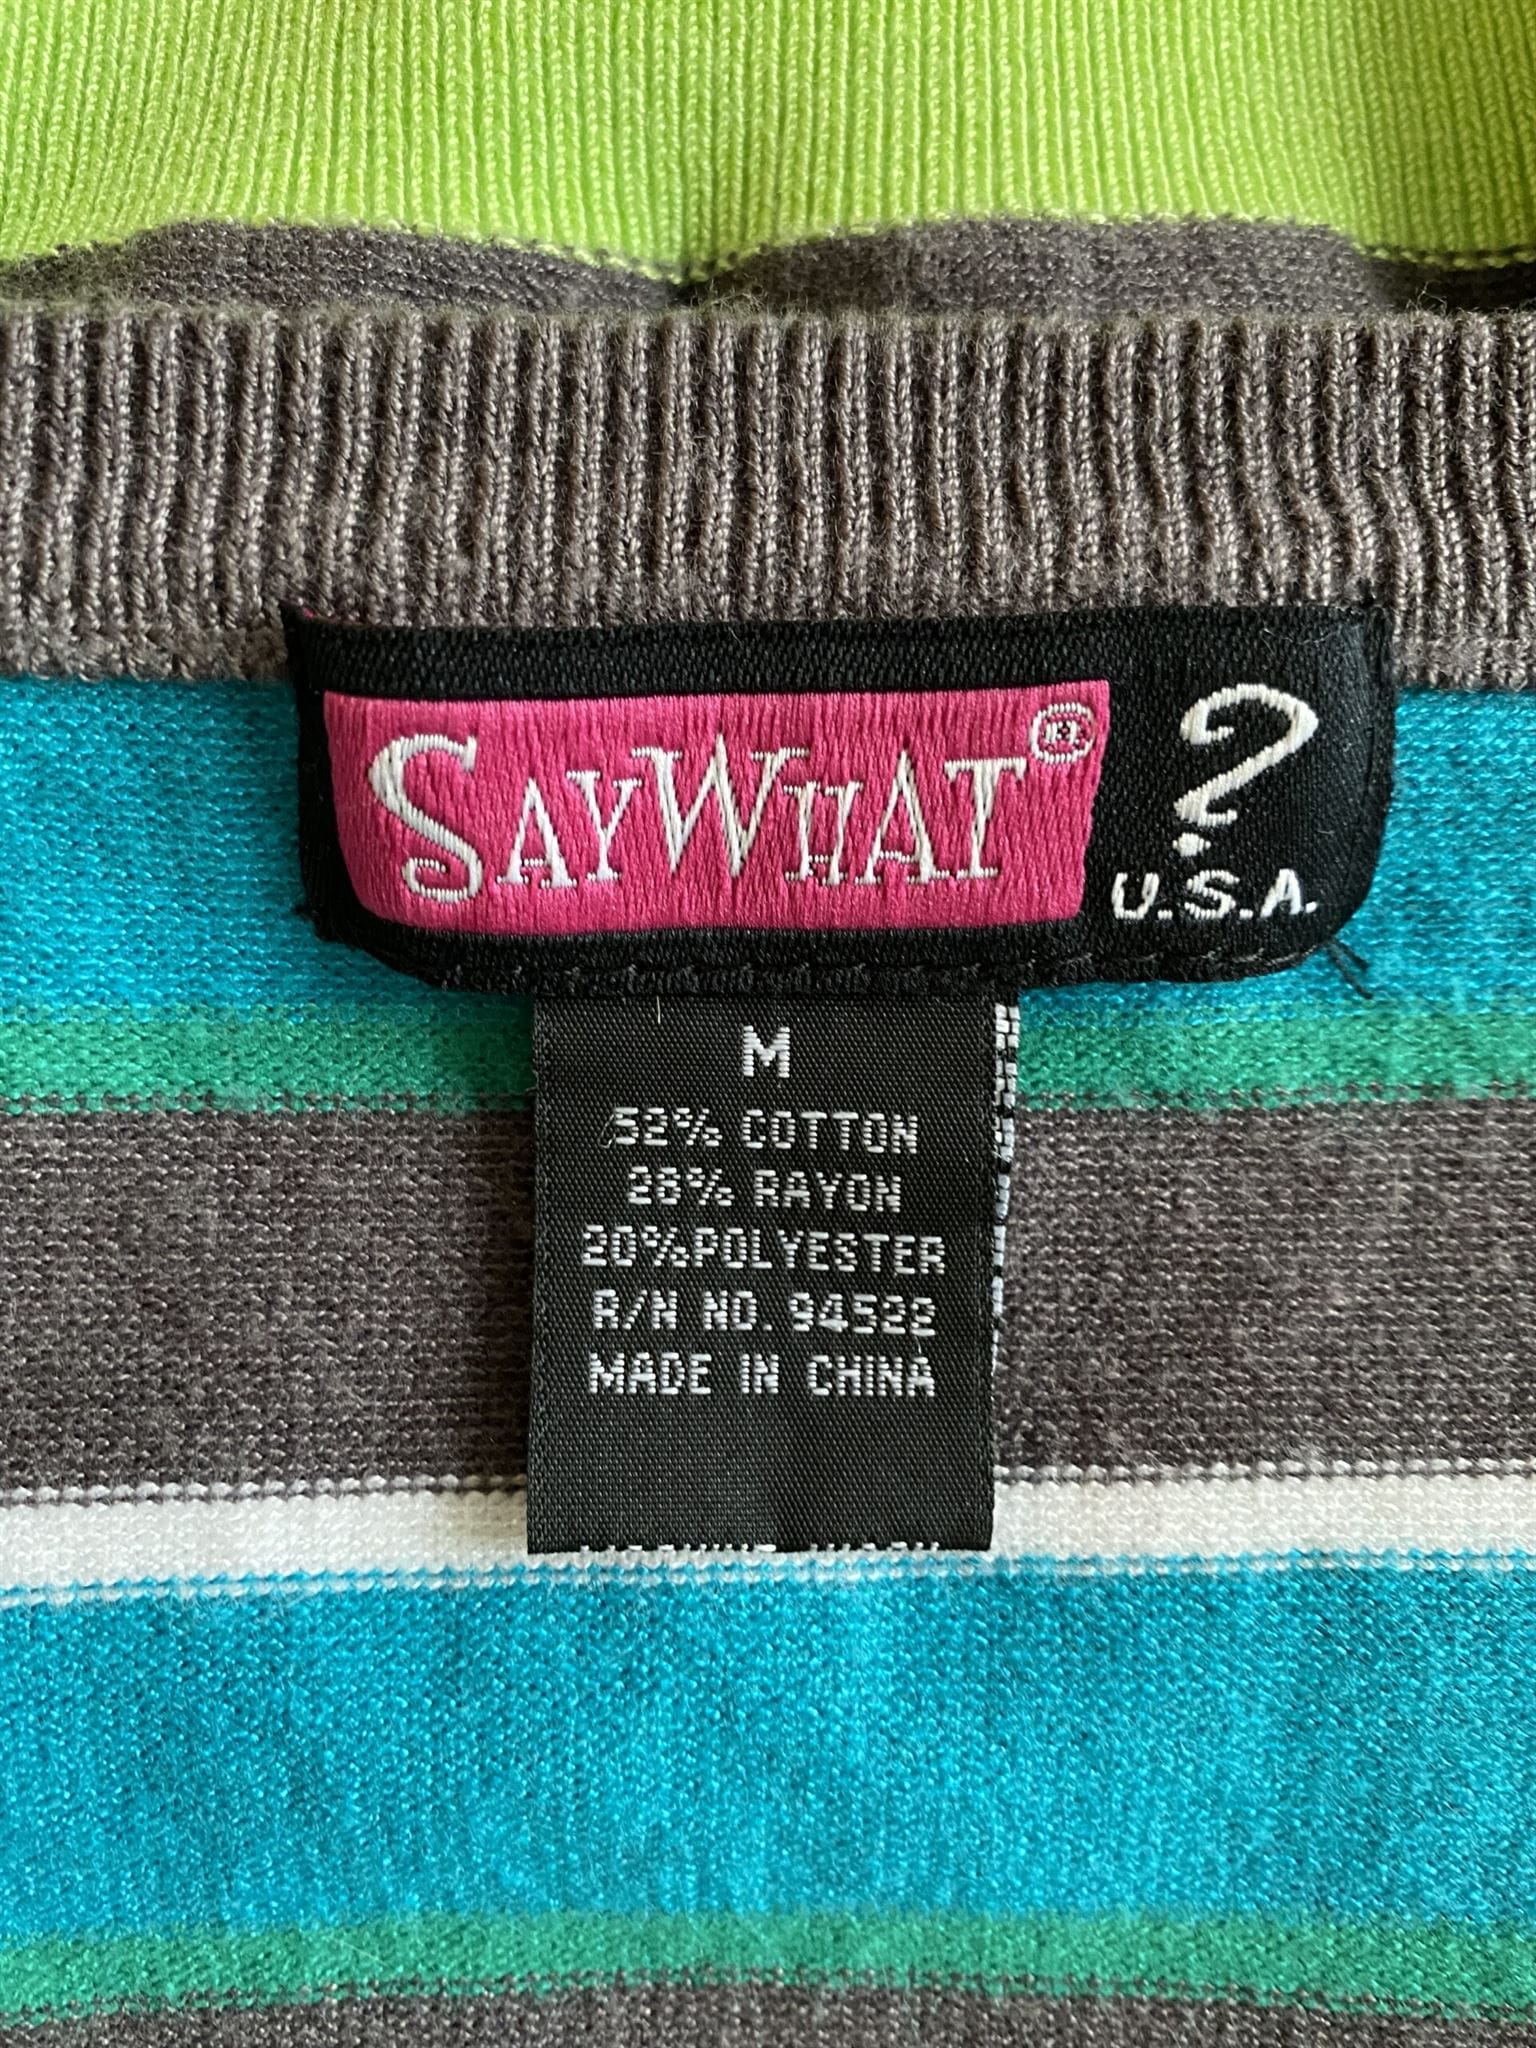 SAYWHAT® ?
U.S.A.
M
52% COTTON
28% RAYON
20%POLYESTER
R/N NO. 94522
MADE IN CHINA